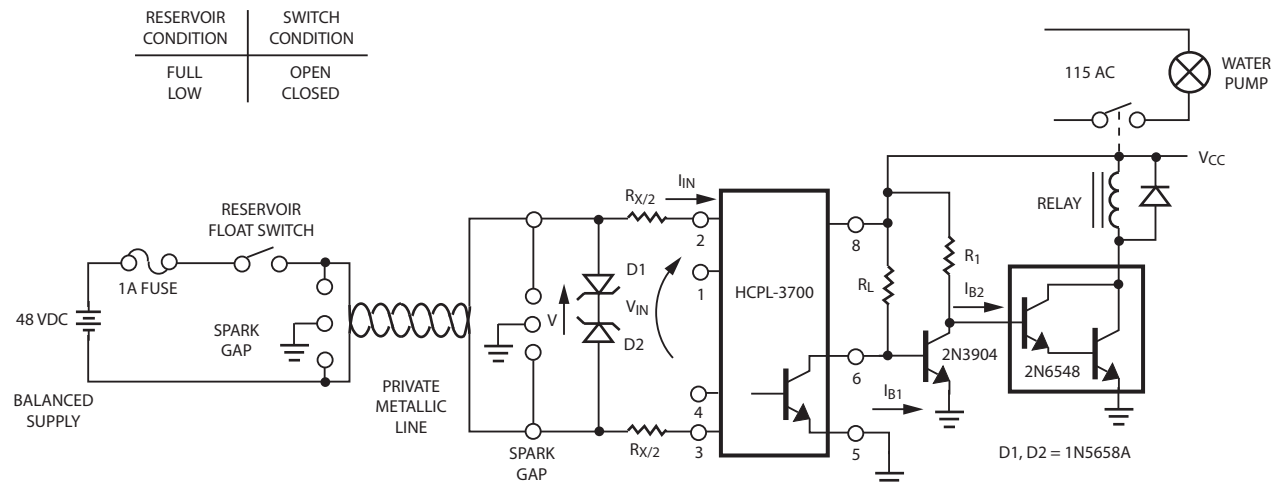 RESERVOIR
CONDITION
SWITCH
CONDITION
FULL
LOW
OPEN
CLOSED
115 AC
WATER
PUMP
VCC
RELAY
RESERVOIR
FLOAT SWITCH
1A FUSE
48 VDC
BALANCED
SUPPLY
SPARK
GAP
PRIVATE
METALLIC
LINE
SPARK
GAP
V
D1
D2
VIN
RX/2
IIN
RX/2
2
1
4
3
HCPL-3700
8
6
5
RL
R1
IB1
IB2
2N3904
2N6548
D1, D2 = 1N5658A